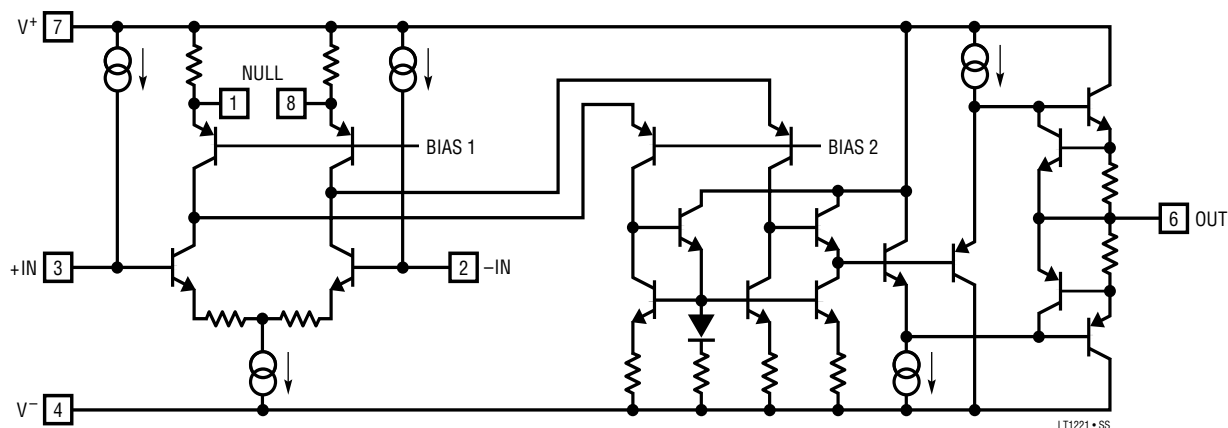 V+ 7
NULL
1 8
BIAS 1 BIAS 2
6 OUT
+IN 3 2 –IN
V– 4
LT1221 • SS